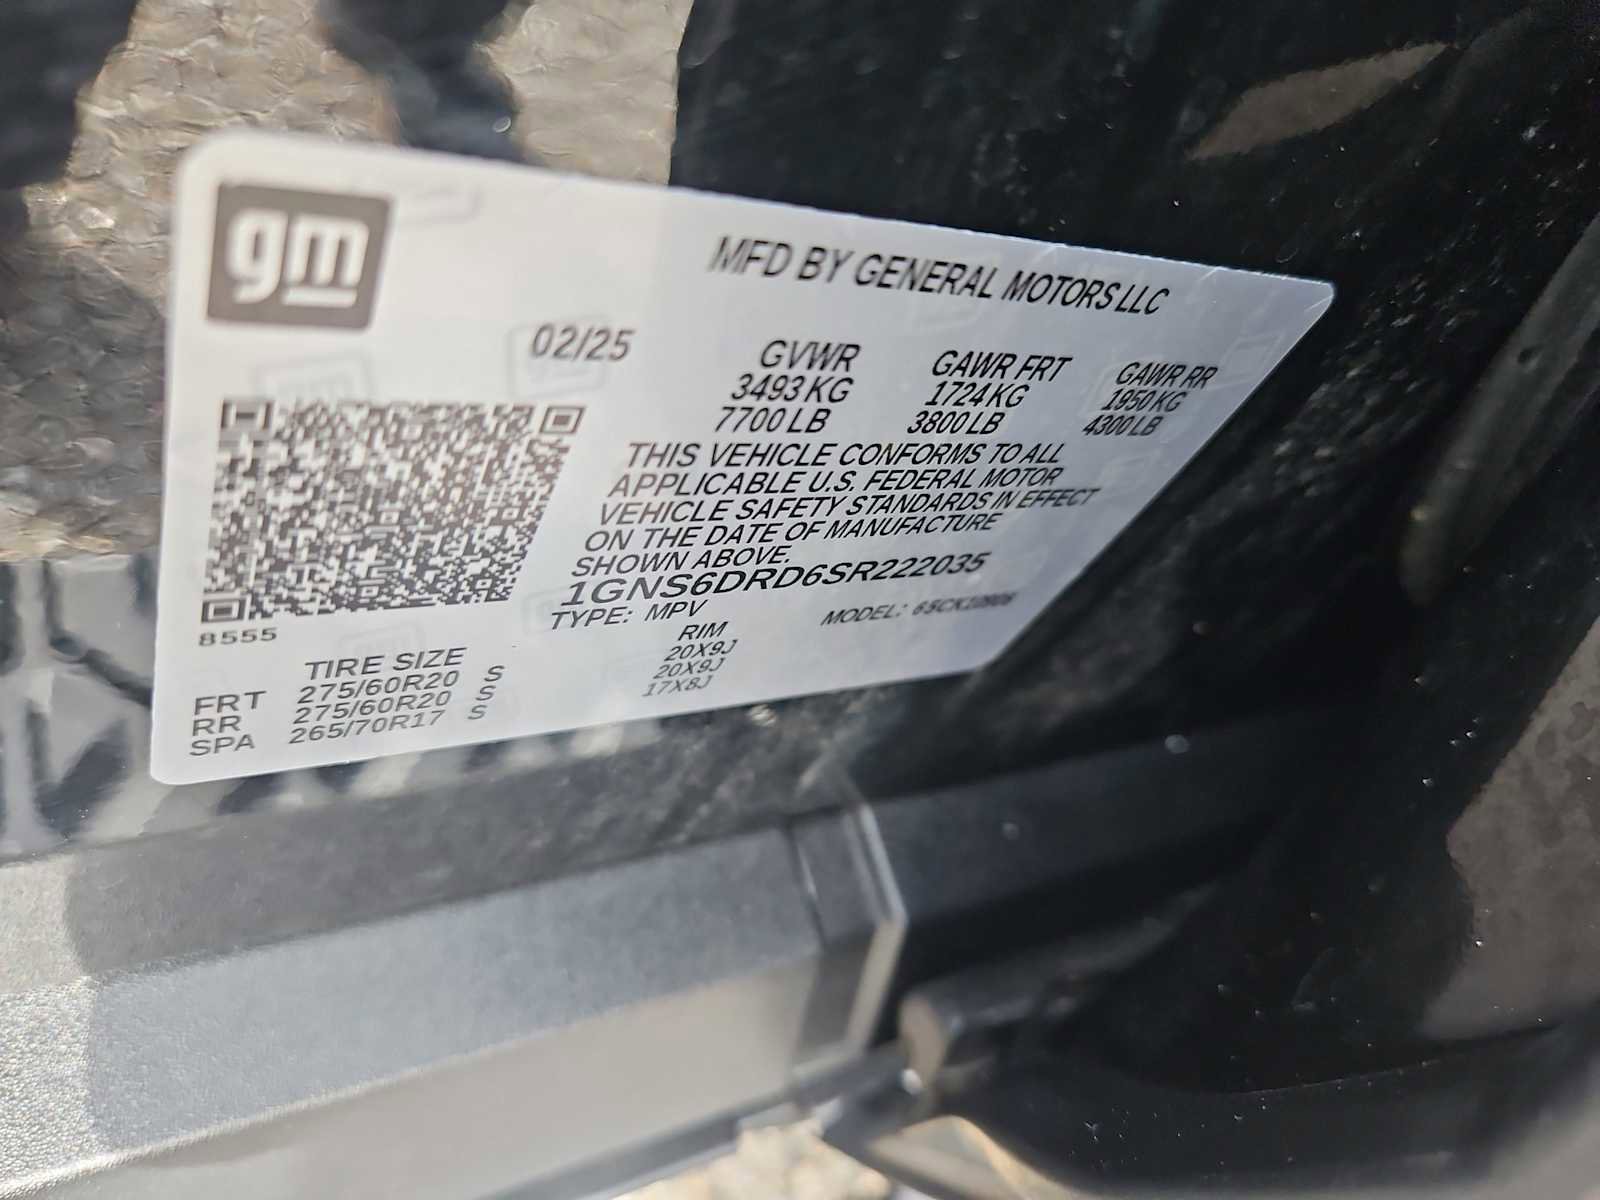 gm
MFD BY GENERAL MOTORS LLC
02/25
GVWR GAWR FRT GAWR RR
3493 KG 1724 KG 1950 KG
7700 LB 3800 LB 4300 LB
THIS VEHICLE CONFORMS TO ALL
APPLICABLE U.S. FEDERAL MOTOR
VEHICLE SAFETY STANDARDS IN EFFECT
ON THE DATE OF MANUFACTURE
SHOWN ABOVE.
1GNS6DRD6SR222035
TYPE: MPV MODEL:
8555
TIRE SIZE RIM
FRT 275/60R20 S 20X9J
RR 275/60R20 S 20X9J
SPA 265/70R17 S 17X8J